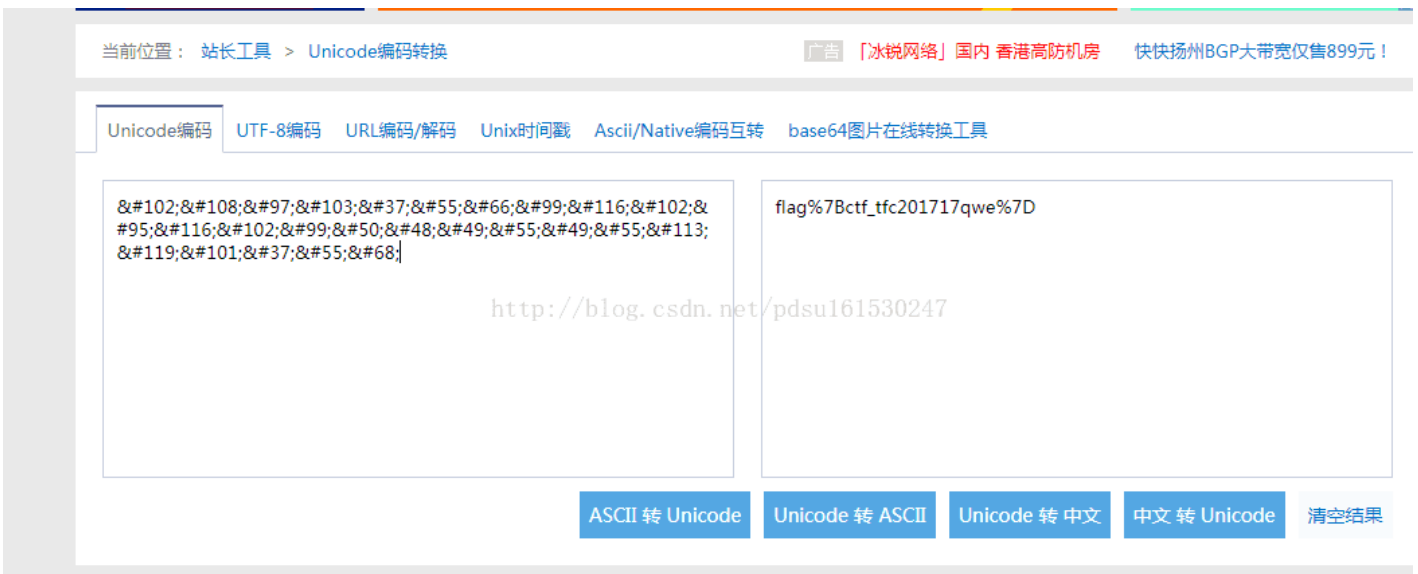 当前位置： 站长工具 > Unicode编码转换
广告 「冰锐网络」国内 香港高防机房 快快扬州BGP大带宽仅售899元！
Unicode编码 UTF-8编码 URL编码/解码 Unix时间戳 Ascii/Native编码互转 base64图片在线转换工具
&#102;&#108;&#97;&#103;&#37;&#55;&#66;&#99;&#116;&#102;&
#95;&#116;&#102;&#99;&#50;&#48;&#49;&#55;&#49;&#55;&#113;
&#119;&#101;&#37;&#55;&#68;
flag%7Bctf_tfc201717qwe%7D
http://blog.csdn.net/pdsu161530247
ASCII 转 Unicode Unicode 转 ASCII Unicode 转 中文 中文 转 Unicode 清空结果